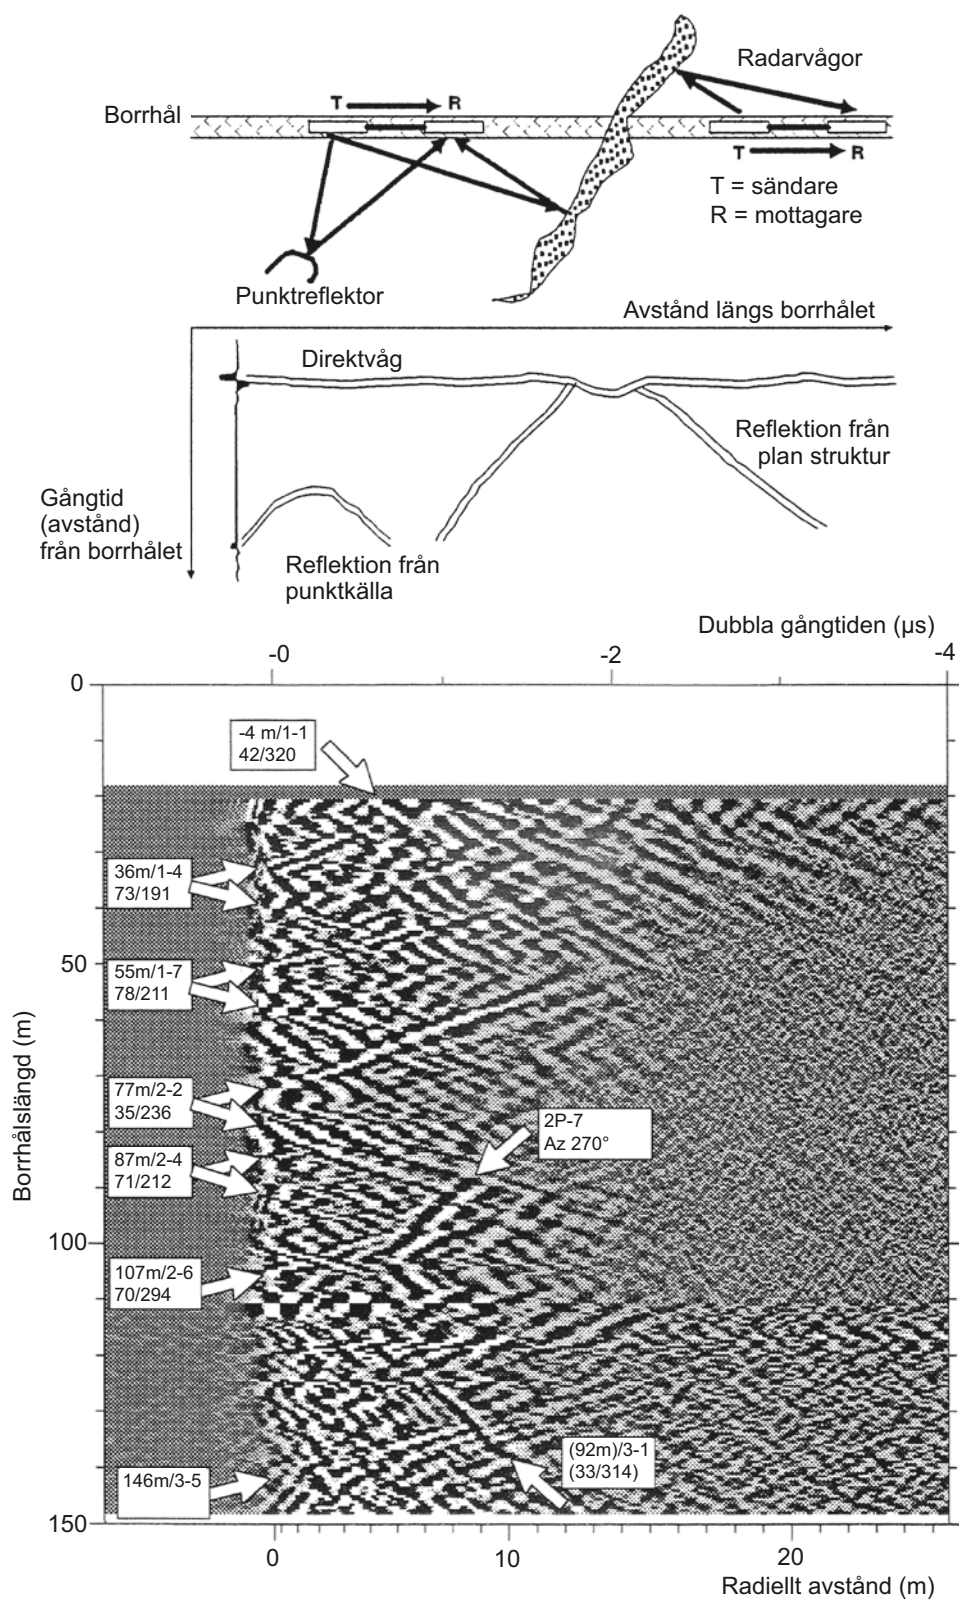 Radarvågor
Borrhål
T R
T R
T = sändare
R = mottagare
Punktreflektor
Avstånd längs borrhålet
Direktvåg
Reflektion från
plan struktur
Gångtid
(avstånd)
från borrhålet
Reflektion från
punktkälla
Dubbla gångtiden (µs)
-0 -2 -4
0
-4 m/1-1
42/320
36m/1-4
73/191
50
55m/1-7
78/211
77m/2-2
35/236
2P-7
Az 270°
87m/2-4
71/212
Borrhålslängd (m)
100
107m/2-6
70/294
(92m)/3-1
(33/314)
146m/3-5
150
0 10 20
Radiellt avstånd (m)